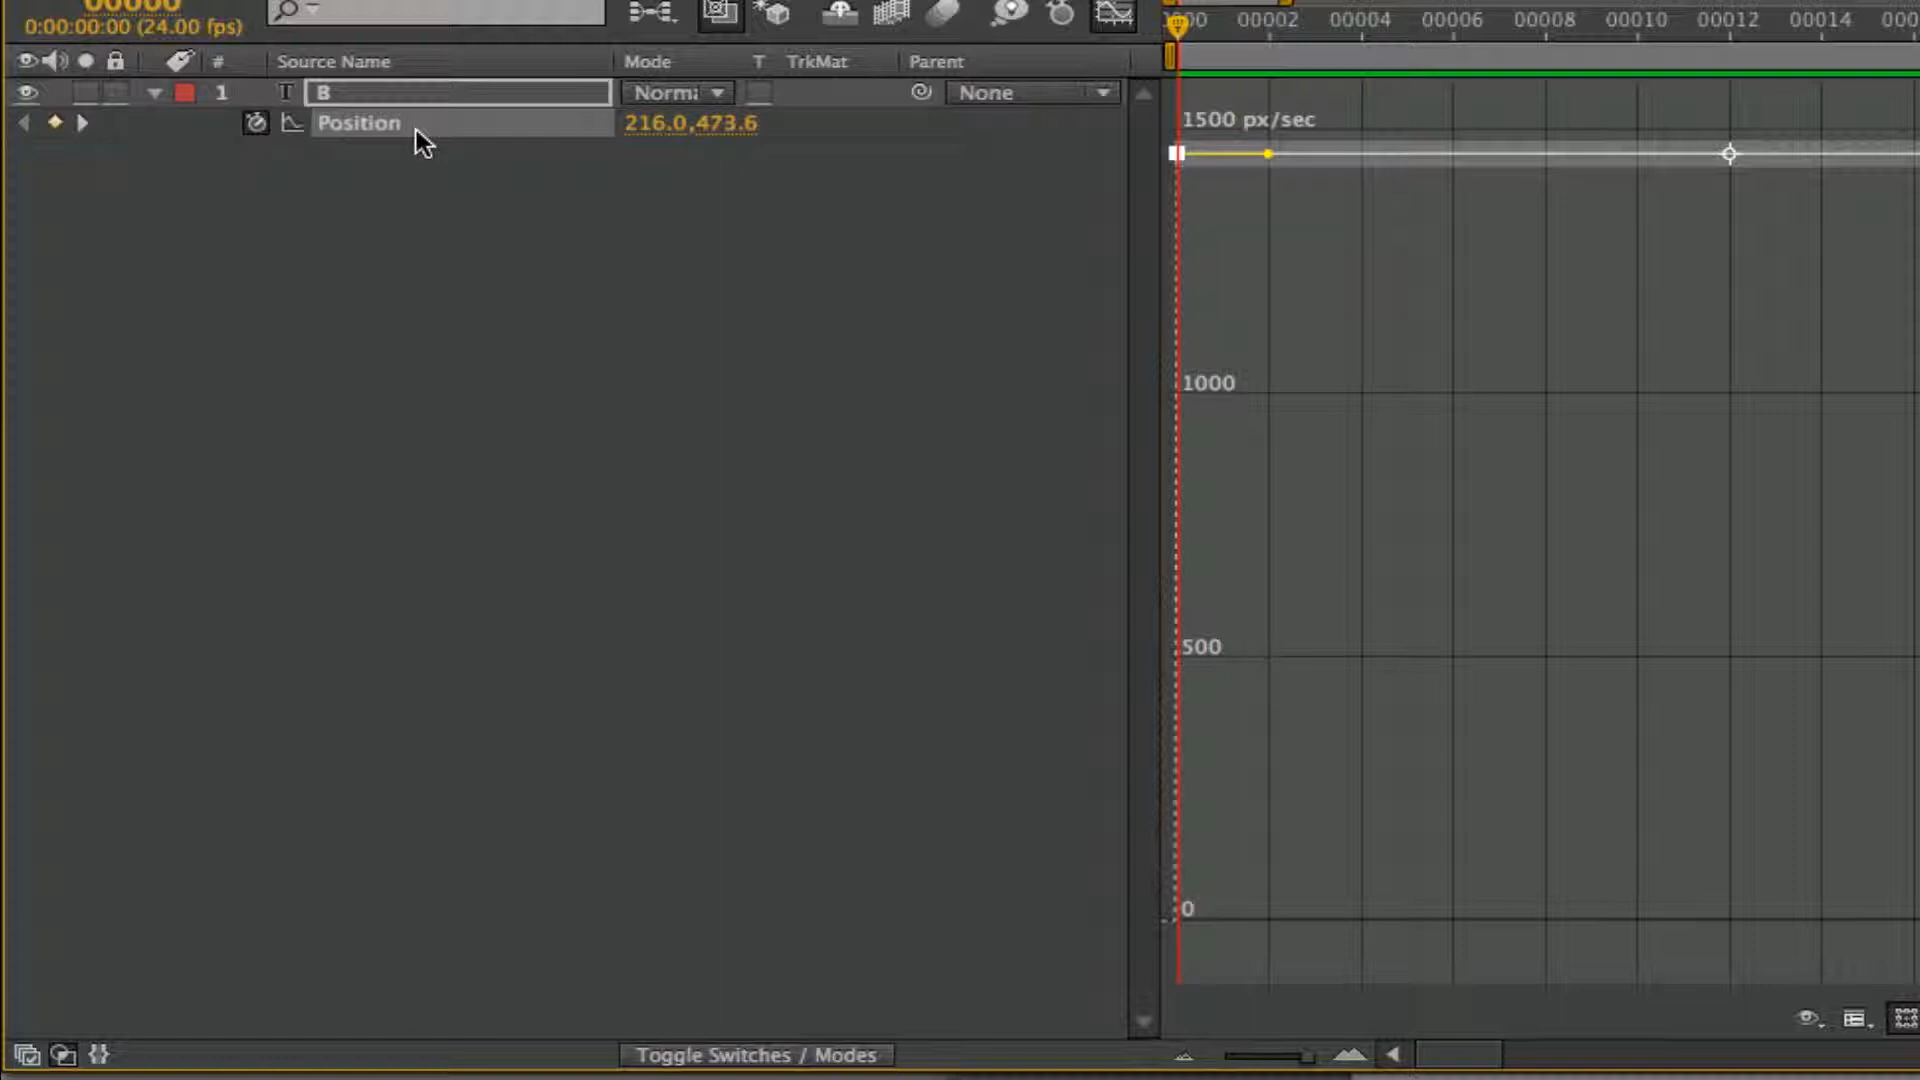 00000
0:00:00:00 (24.00 fps)
00002 00004 00006 00008 00010 00012 00014
# Source Name Mode T TrkMat Parent
1 T B Norm None
Position 216.0,473.6
1500 px/sec
1000
500
0
Toggle Switches / Modes